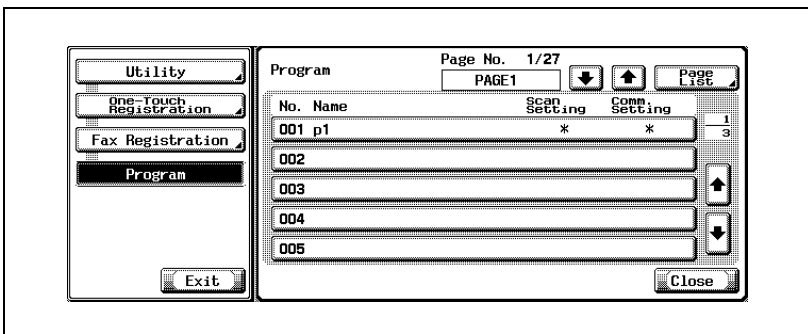 Utility
One-Touch
Registration
Fax Registration
Program
Exit
Program
Page No. 1/27
PAGE1
Page
List
No. Name
Scan
Setting
Comm.
Setting
001 p1 * *
002
003
004
005
1
3
Close